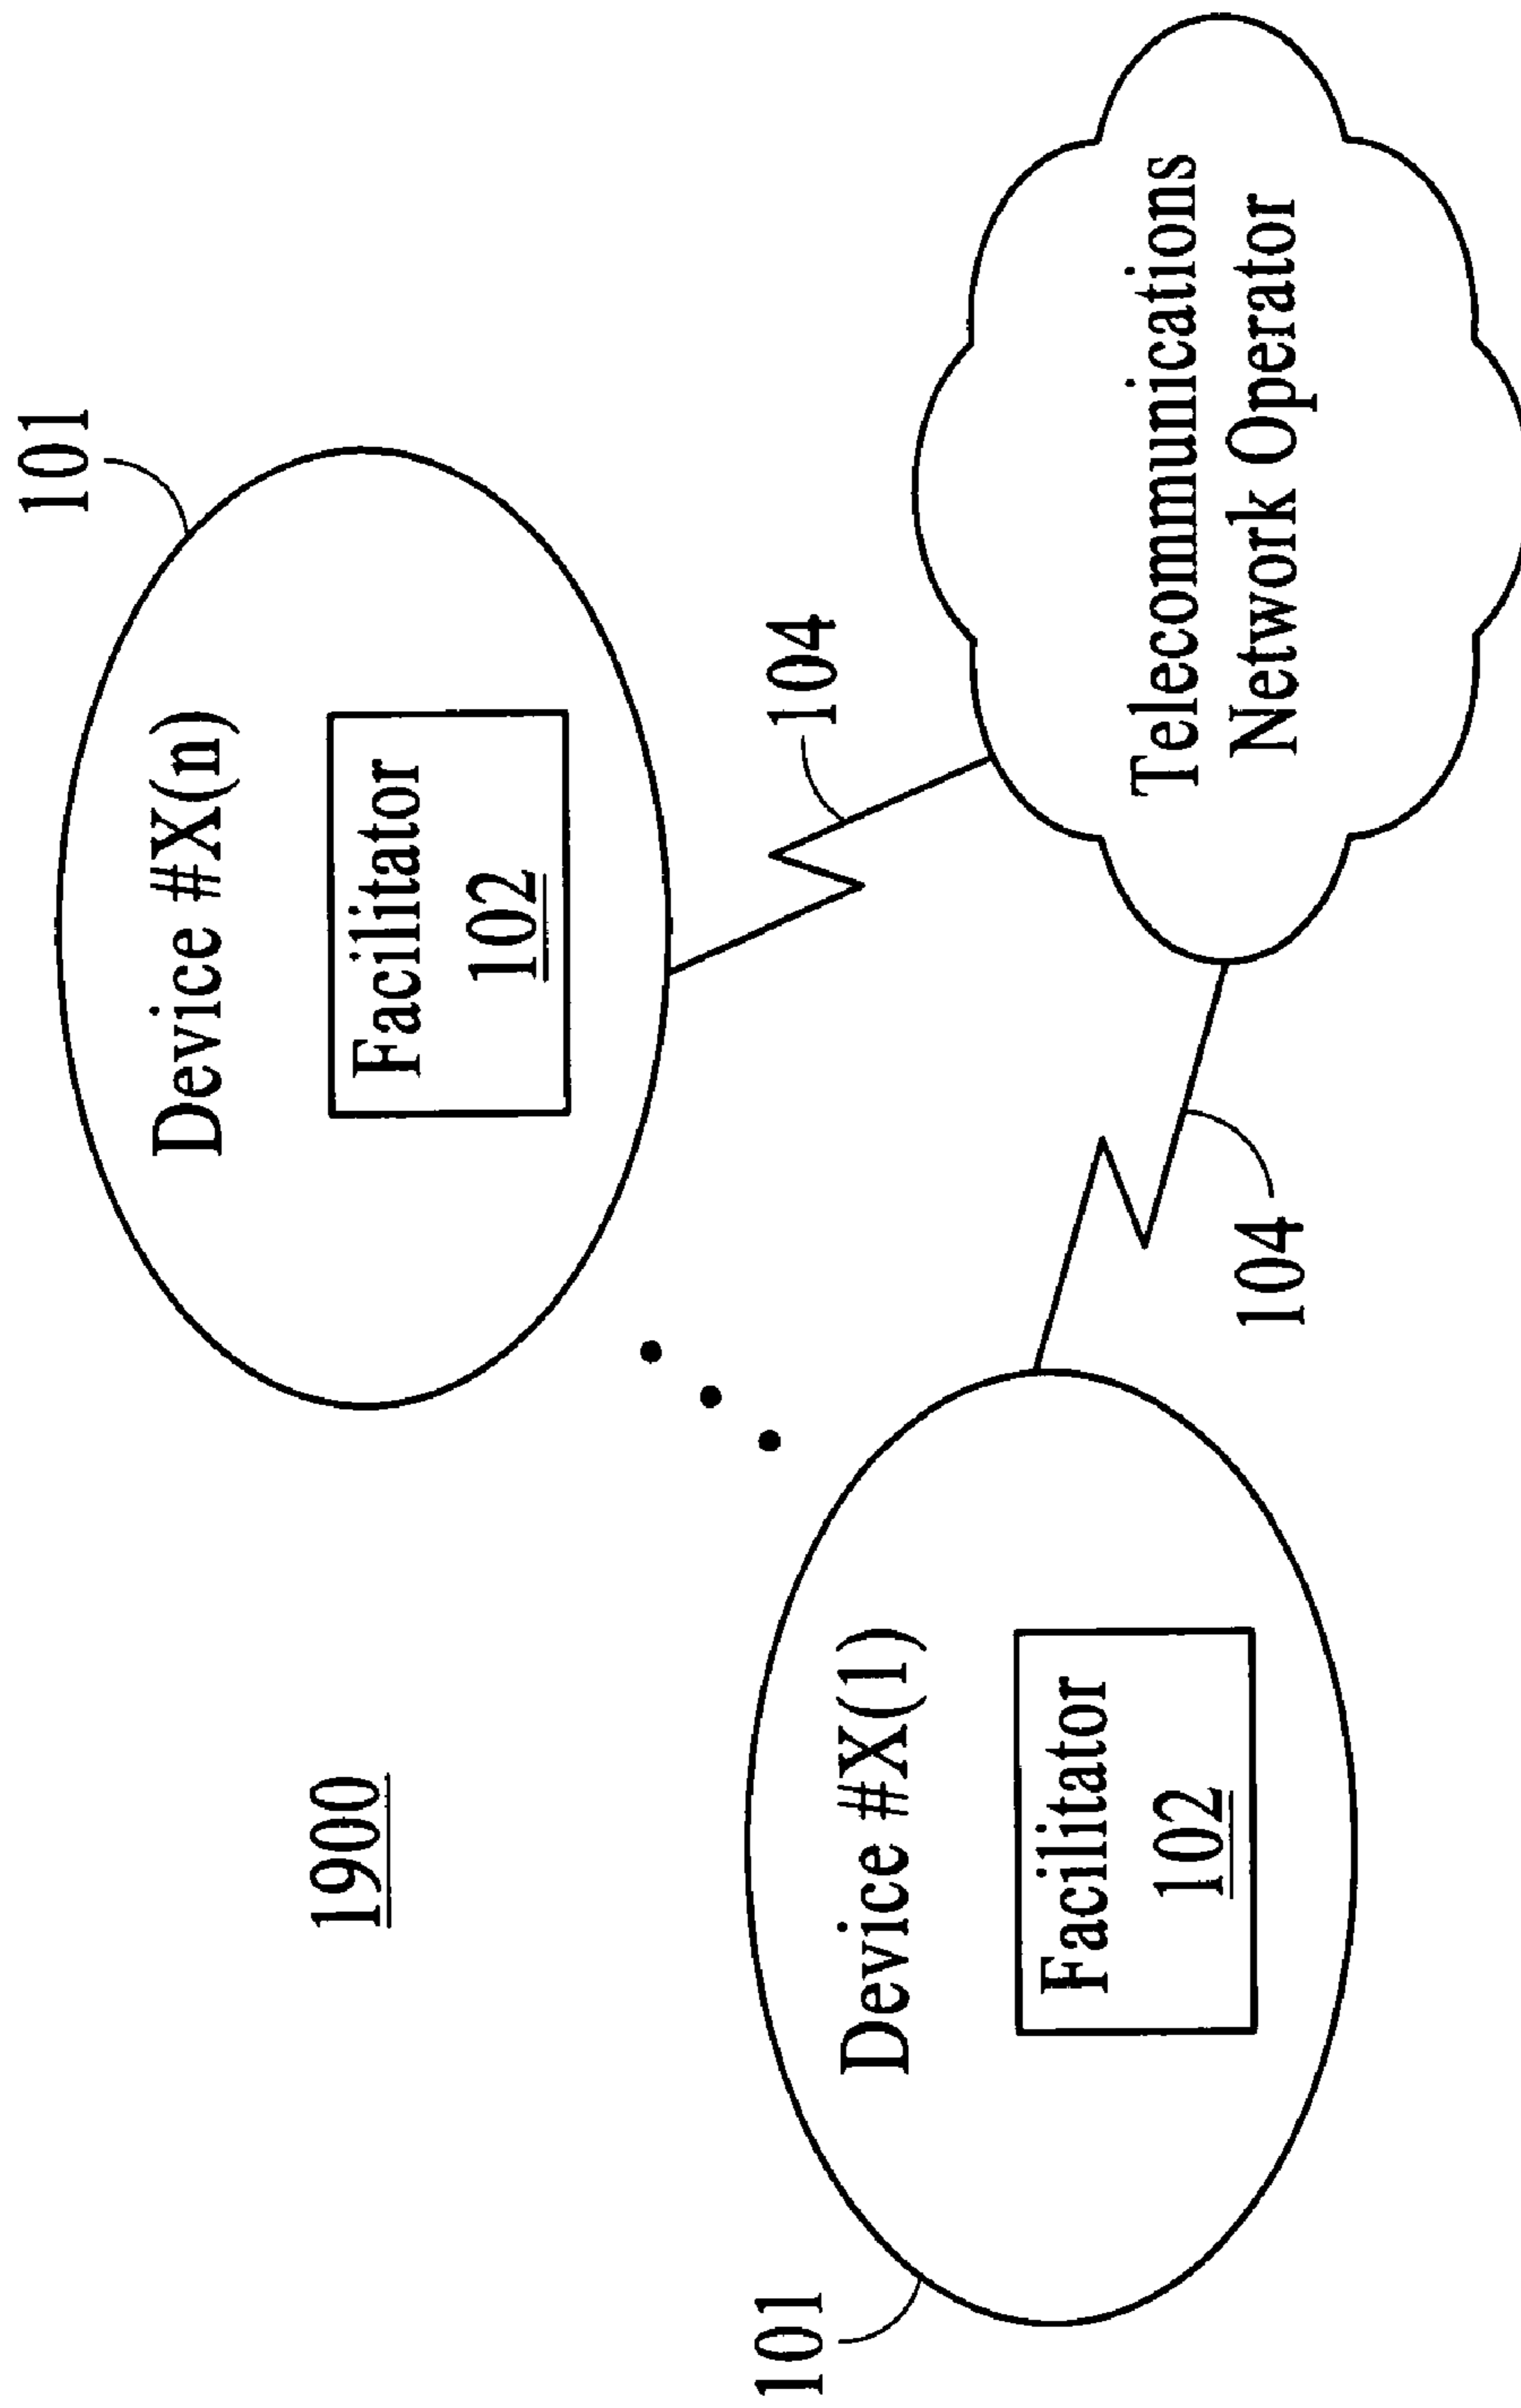 1900
101
Device #X(n)
Facilitator
102
104
101
Device #X(1)
Facilitator
102
104
Telecommunications
Network Operator